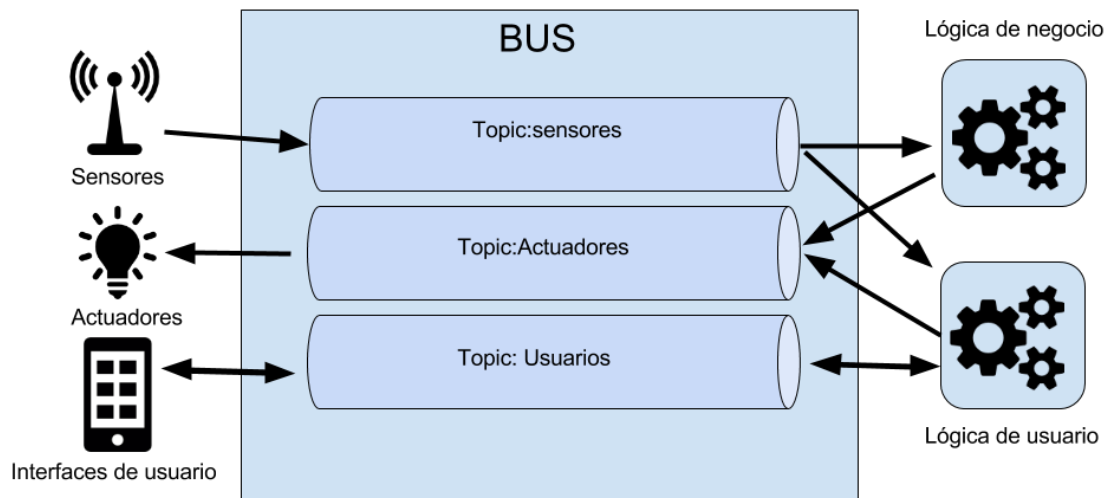 BUS
Lógica de negocio
Topic:sensores
Sensores
Topic:Actuadores
Actuadores
Topic: Usuarios
Lógica de usuario
Interfaces de usuario